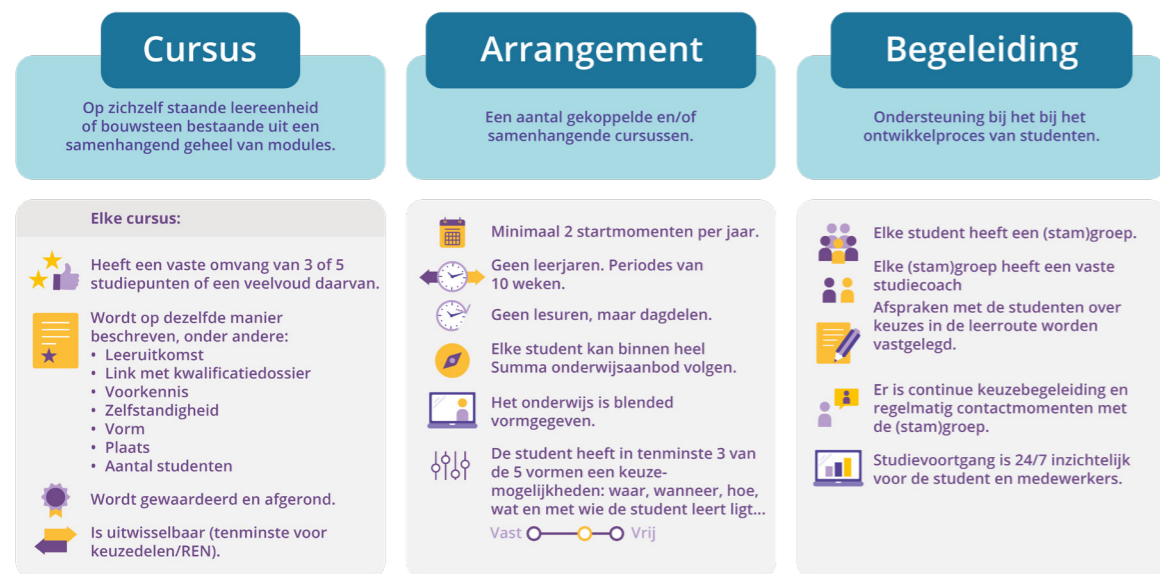 Cursus
Op zichzelf staande leereenheid
of bouwsteen bestaande uit een
samenhangend geheel van modules.
Elke cursus:
Heeft een vaste omvang van 3 of 5
studiepunten of een veelvoud daarvan.
Wordt op dezelfde manier
beschreven, onder andere:
• Leeruitkomst
• Link met kwalificatiedossier
• Voorkennis
• Zelfstandigheid
• Vorm
• Plaats
• Aantal studenten
Wordt gewaardeerd en afgerond.
Is uitwisselbaar (tenminste voor
keuzedelen/REN).
Arrangement
Een aantal gekoppelde en/of
samenhangende cursussen.
Minimaal 2 startmomenten per jaar.
Geen leerjaren. Periodes van
10 weken.
Geen lesuren, maar dagdelen.
Elke student kan binnen heel
Summa onderwijsaanbod volgen.
Het onderwijs is blended
vormgegeven.
De student heeft in tenminste 3 van
de 5 vormen een keuze-
mogelijkheden: waar, wanneer, hoe,
wat en met wie de student leert ligt...
Vast Vrij
Begeleiding
Ondersteuning bij het bij het
ontwikkelproces van studenten.
Elke student heeft een (stam)groep.
Elke (stam)groep heeft een vaste
studiecoach
Afspraken met de studenten over
keuzes in de leerroute worden
vastgelegd.
Er is continue keuzebegeleiding en
regelmatig contactmomenten met
de (stam)groep.
Studievoortgang is 24/7 inzichtelijk
voor de student en medewerkers.